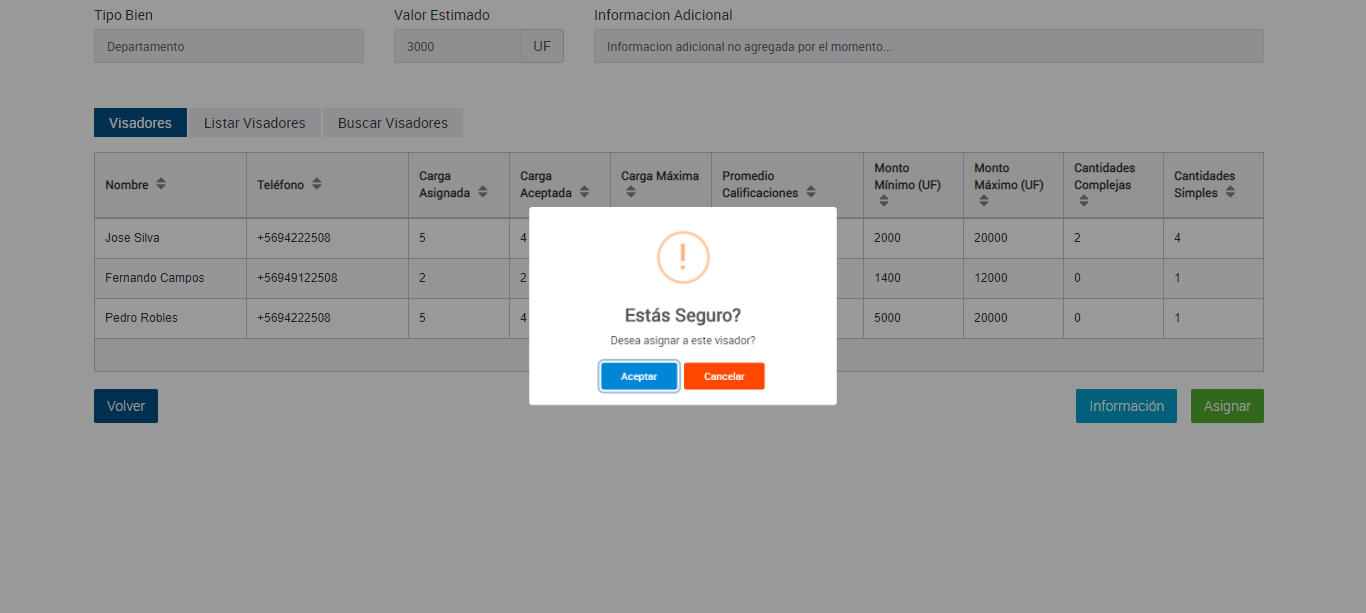 Tipo Bien Valor Estimado Informacion Adicional
Departamento 3000 UF Informacion adicional no agregada por el momento...
Visadores Listar Visadores Buscar Visadores
Nombre Teléfono Carga Asignada Carga Aceptada Carga Máxima Promedio Calificaciones Monto Mínimo (UF) Monto Máximo (UF) Cantidades Complejas Cantidades Simples
Jose Silva +5694222508 5 4 2000 20000 2 4
Fernando Campos +56949122508 2 2 1400 12000 0 1
Pedro Robles +5694222508 5 4 5000 20000 0 1
!
Estás Seguro?
Desea asignar a este visador?
Aceptar Cancelar
Volver Información Asignar